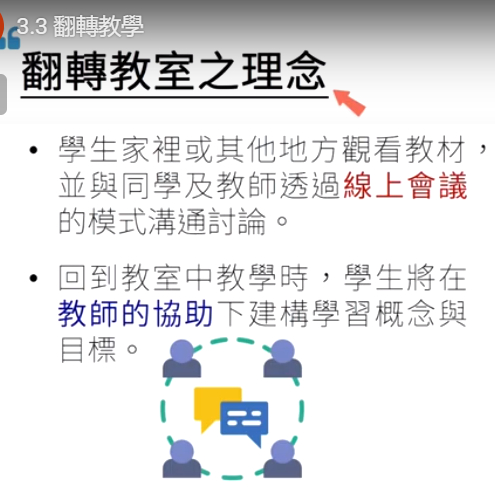 3.3 翻轉教學
翻轉教室之理念
• 學生家裡或其他地方觀看教材，
並與同學及教師透過線上會議
的模式溝通討論。
• 回到教室中教學時，學生將在
教師的協助下建構學習概念與
目標。